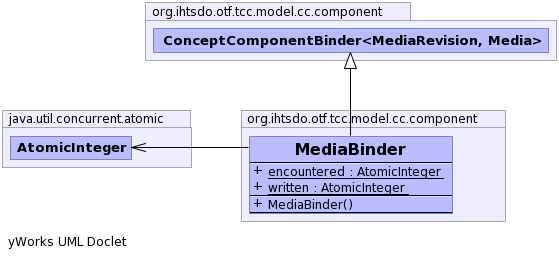 org.ihtsdo.otf.tcc.model.cc.component
ConceptComponentBinder<MediaRevision, Media>
java.util.concurrent.atomic
AtomicInteger
org.ihtsdo.otf.tcc.model.cc.component
MediaBinder
+ encountered : AtomicInteger
+ written : AtomicInteger
+ MediaBinder()
yWorks UML Doclet